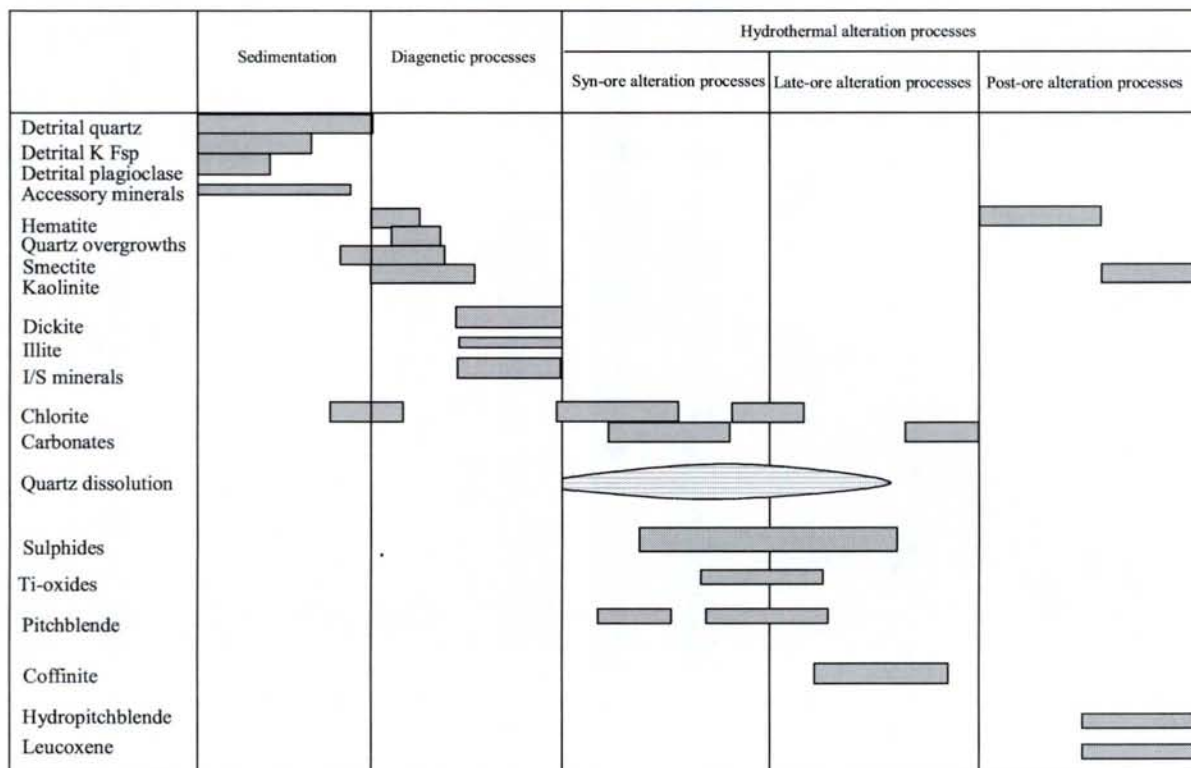 Hydrothermal alteration processes
Sedimentation
Diagenetic processes
Syn-ore alteration processes
Late-ore alteration processes
Post-ore alteration processes
Detrital quartz
Detrital K Fsp
Detrital plagioclase
Accessory minerals
Hematite
Quartz overgrowths
Smectite
Kaolinite
Dickite
Illite
I/S minerals
Chlorite
Carbonates
Quartz dissolution
Sulphides
Ti-oxides
Pitchblende
Coffinite
Hydropitchblende
Leucoxene